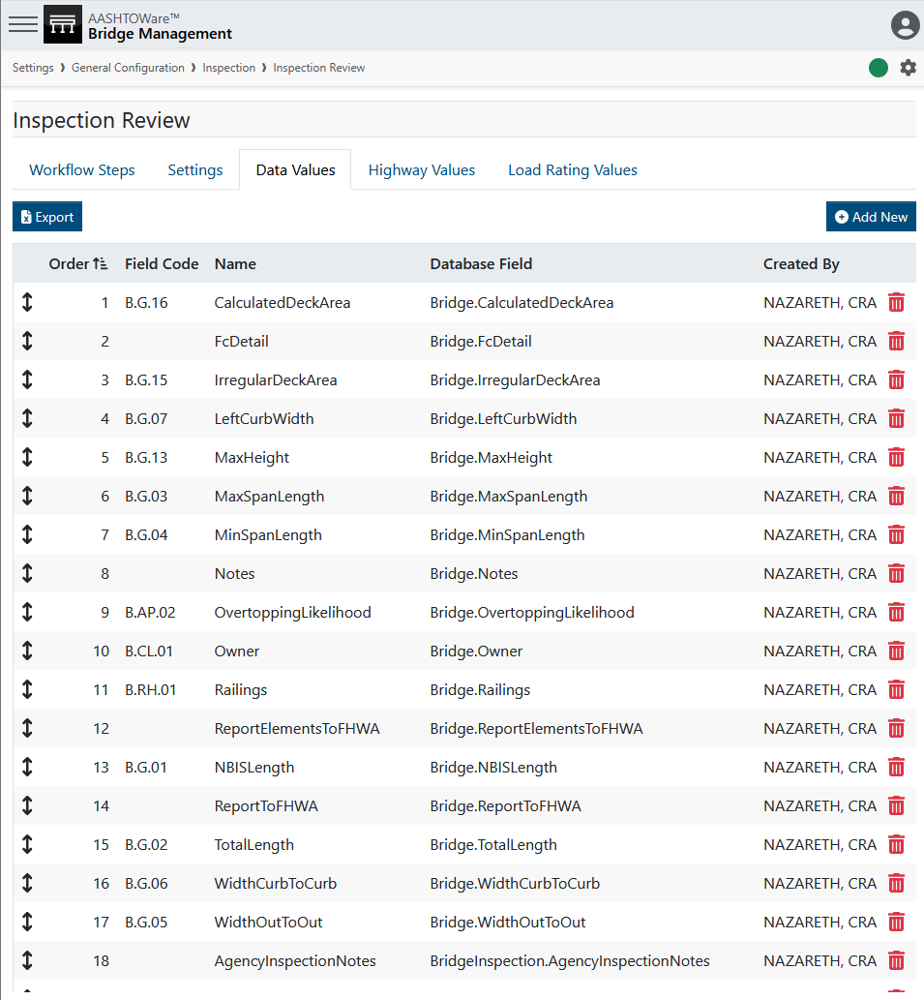 AASHTOWare™
Bridge Management
Settings › General Configuration › Inspection › Inspection Review
Inspection Review
Workflow Steps Settings Data Values Highway Values Load Rating Values
Export Add New
Order Field Code Name Database Field Created By
1 B.G.16 CalculatedDeckArea Bridge.CalculatedDeckArea NAZARETH, CRA
2 FcDetail Bridge.FcDetail NAZARETH, CRA
3 B.G.15 IrregularDeckArea Bridge.IrregularDeckArea NAZARETH, CRA
4 B.G.07 LeftCurbWidth Bridge.LeftCurbWidth NAZARETH, CRA
5 B.G.13 MaxHeight Bridge.MaxHeight NAZARETH, CRA
6 B.G.03 MaxSpanLength Bridge.MaxSpanLength NAZARETH, CRA
7 B.G.04 MinSpanLength Bridge.MinSpanLength NAZARETH, CRA
8 Notes Bridge.Notes NAZARETH, CRA
9 B.AP.02 OvertoppingLikelihood Bridge.OvertoppingLikelihood NAZARETH, CRA
10 B.CL.01 Owner Bridge.Owner NAZARETH, CRA
11 B.RH.01 Railings Bridge.Railings NAZARETH, CRA
12 ReportElementsToFHWA Bridge.ReportElementsToFHWA NAZARETH, CRA
13 B.G.01 NBISLength Bridge.NBISLength NAZARETH, CRA
14 ReportToFHWA Bridge.ReportToFHWA NAZARETH, CRA
15 B.G.02 TotalLength Bridge.TotalLength NAZARETH, CRA
16 B.G.06 WidthCurbToCurb Bridge.WidthCurbToCurb NAZARETH, CRA
17 B.G.05 WidthOutToOut Bridge.WidthOutToOut NAZARETH, CRA
18 AgencyInspectionNotes BridgeInspection.AgencyInspectionNotes NAZARETH, CRA